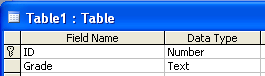 Table1 : Table
Field Name Data Type
ID Number
Grade Text